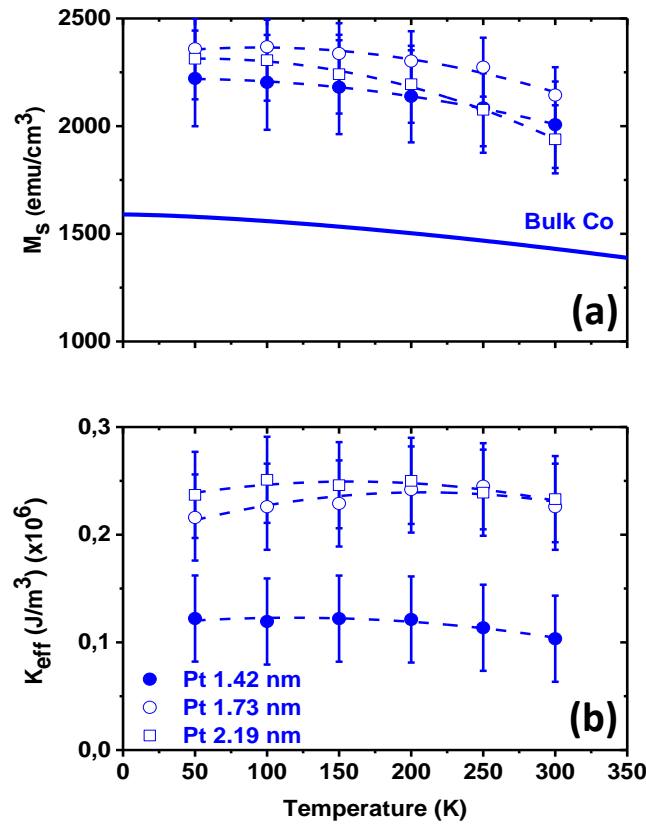 2500
2000
1500
1000
M_S (emu/cm^3)
Bulk Co
(a)
0,3
0,2
0,1
0,0
K_eff (J/m^3) (x10^6)
Pt 1.42 nm
Pt 1.73 nm
Pt 2.19 nm
(b)
0 50 100 150 200 250 300 350
Temperature (K)